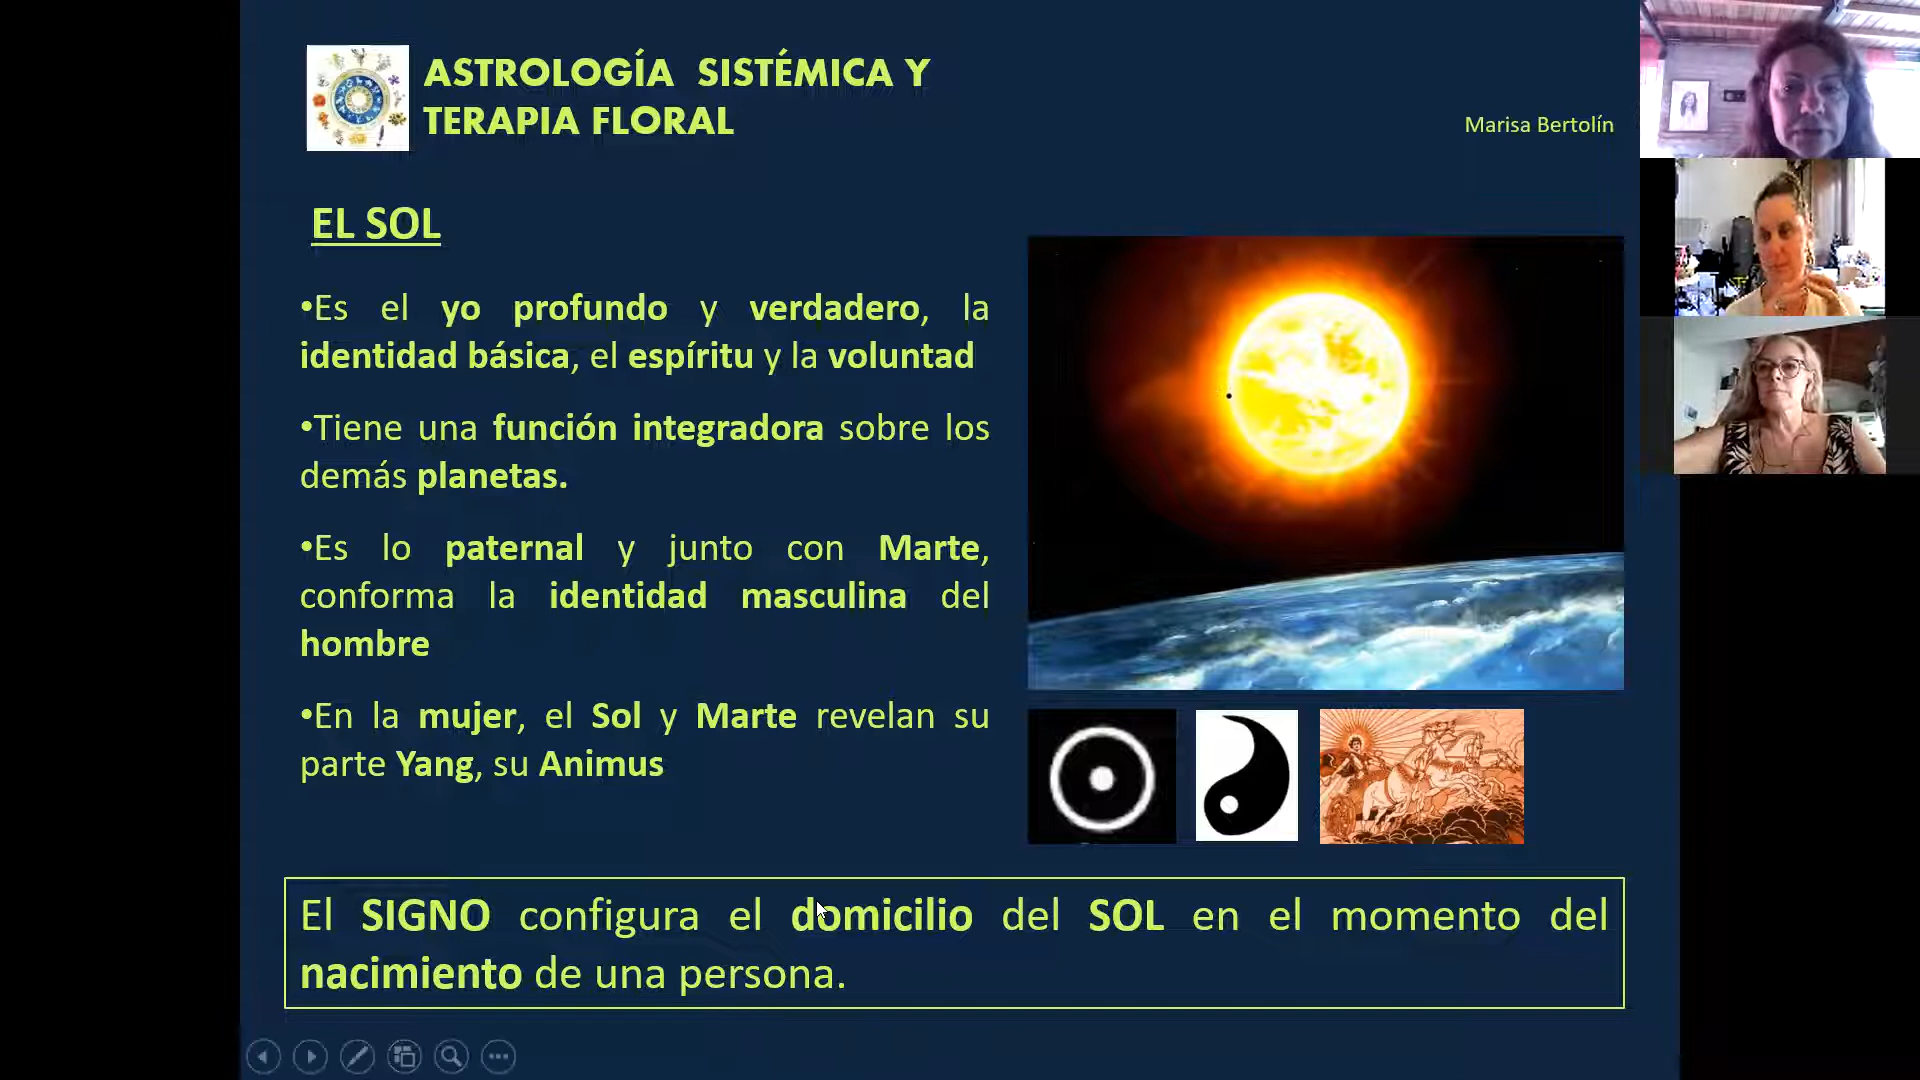 ASTROLOGÍA SISTÉMICA Y
TERAPIA FLORAL
Marisa Bertolín
EL SOL
•Es el yo profundo y verdadero, la
identidad básica, el espíritu y la voluntad
•Tiene una función integradora sobre los
demás planetas.
•Es lo paternal y junto con Marte,
conforma la identidad masculina del
hombre
•En la mujer, el Sol y Marte revelan su
parte Yang, su Animus
El SIGNO configura el domicilio del SOL en el momento del
nacimiento de una persona.